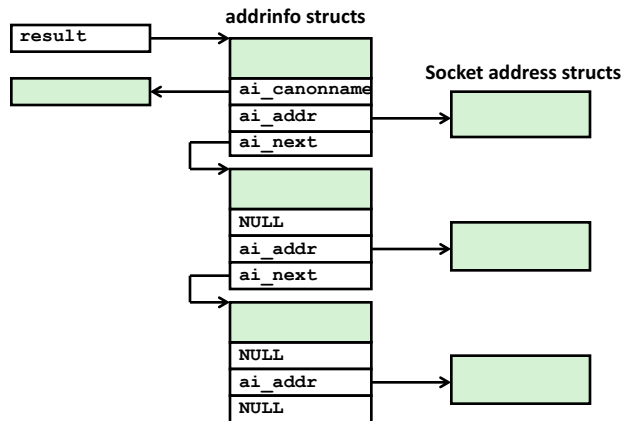 addrinfo structs
result
Socket address structs
ai_canonname
ai_addr
ai_next
NULL
ai_addr
ai_next
NULL
ai_addr
NULL